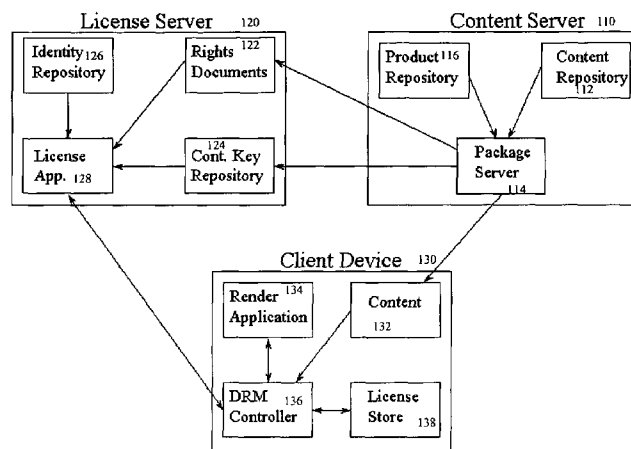 License Server 120
Content Server 110
Identity 126
Repository
Rights 122
Documents
Product 116
Repository
Content
Repository
112
License
App. 128
124
Cont. Key
Repository
Package
Server
114
Client Device 130
Render 134
Application
Content
132
DRM 136
Controller
License
Store 138